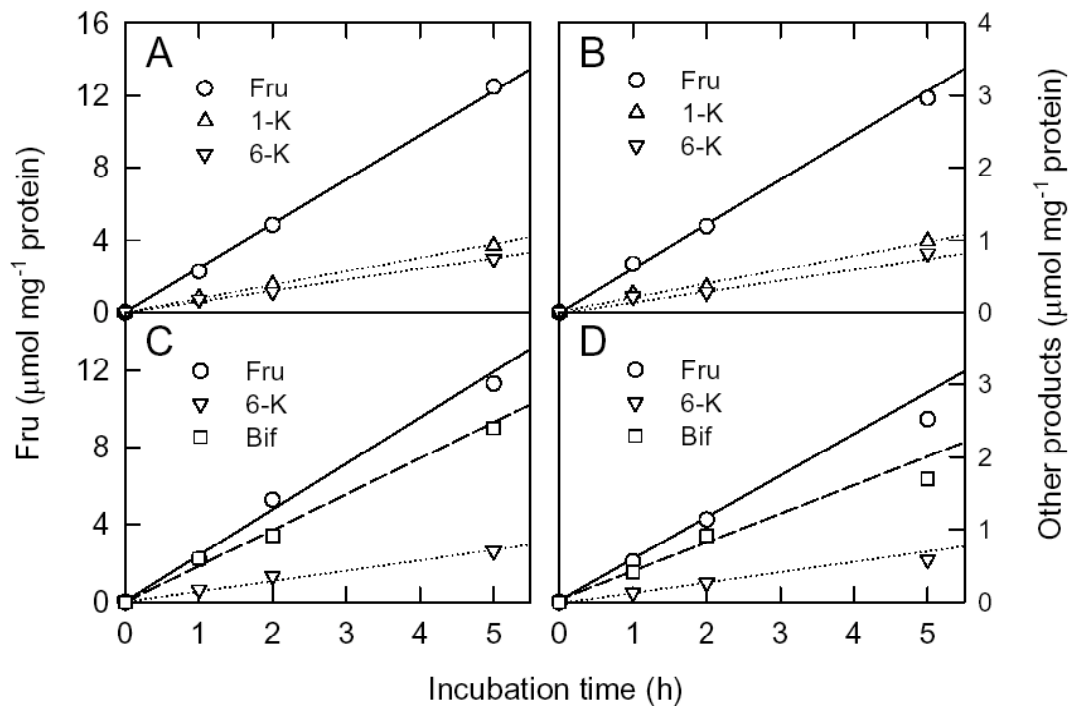 16
12
8
4
0
A
Fru
1-K
6-K
B
Fru
1-K
6-K
4
3
2
1
0
12
8
4
0
C
Fru
6-K
Bif
D
Fru
6-K
Bif
3
2
1
0
0 1 2 3 4 5
0 1 2 3 4 5
Fru (μmol mg⁻¹ protein)
Other products (μmol mg⁻¹ protein)
Incubation time (h)